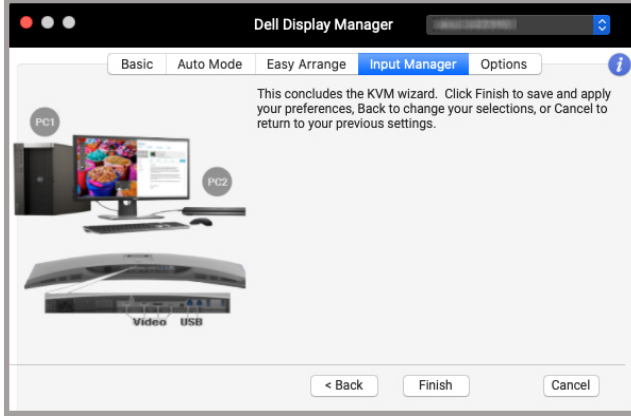 Dell Display Manager
Basic Auto Mode Easy Arrange Input Manager Options i
This concludes the KVM wizard. Click Finish to save and apply
your preferences, Back to change your selections, or Cancel to
return to your previous settings.
PC1
PC2
Video USB
< Back Finish Cancel